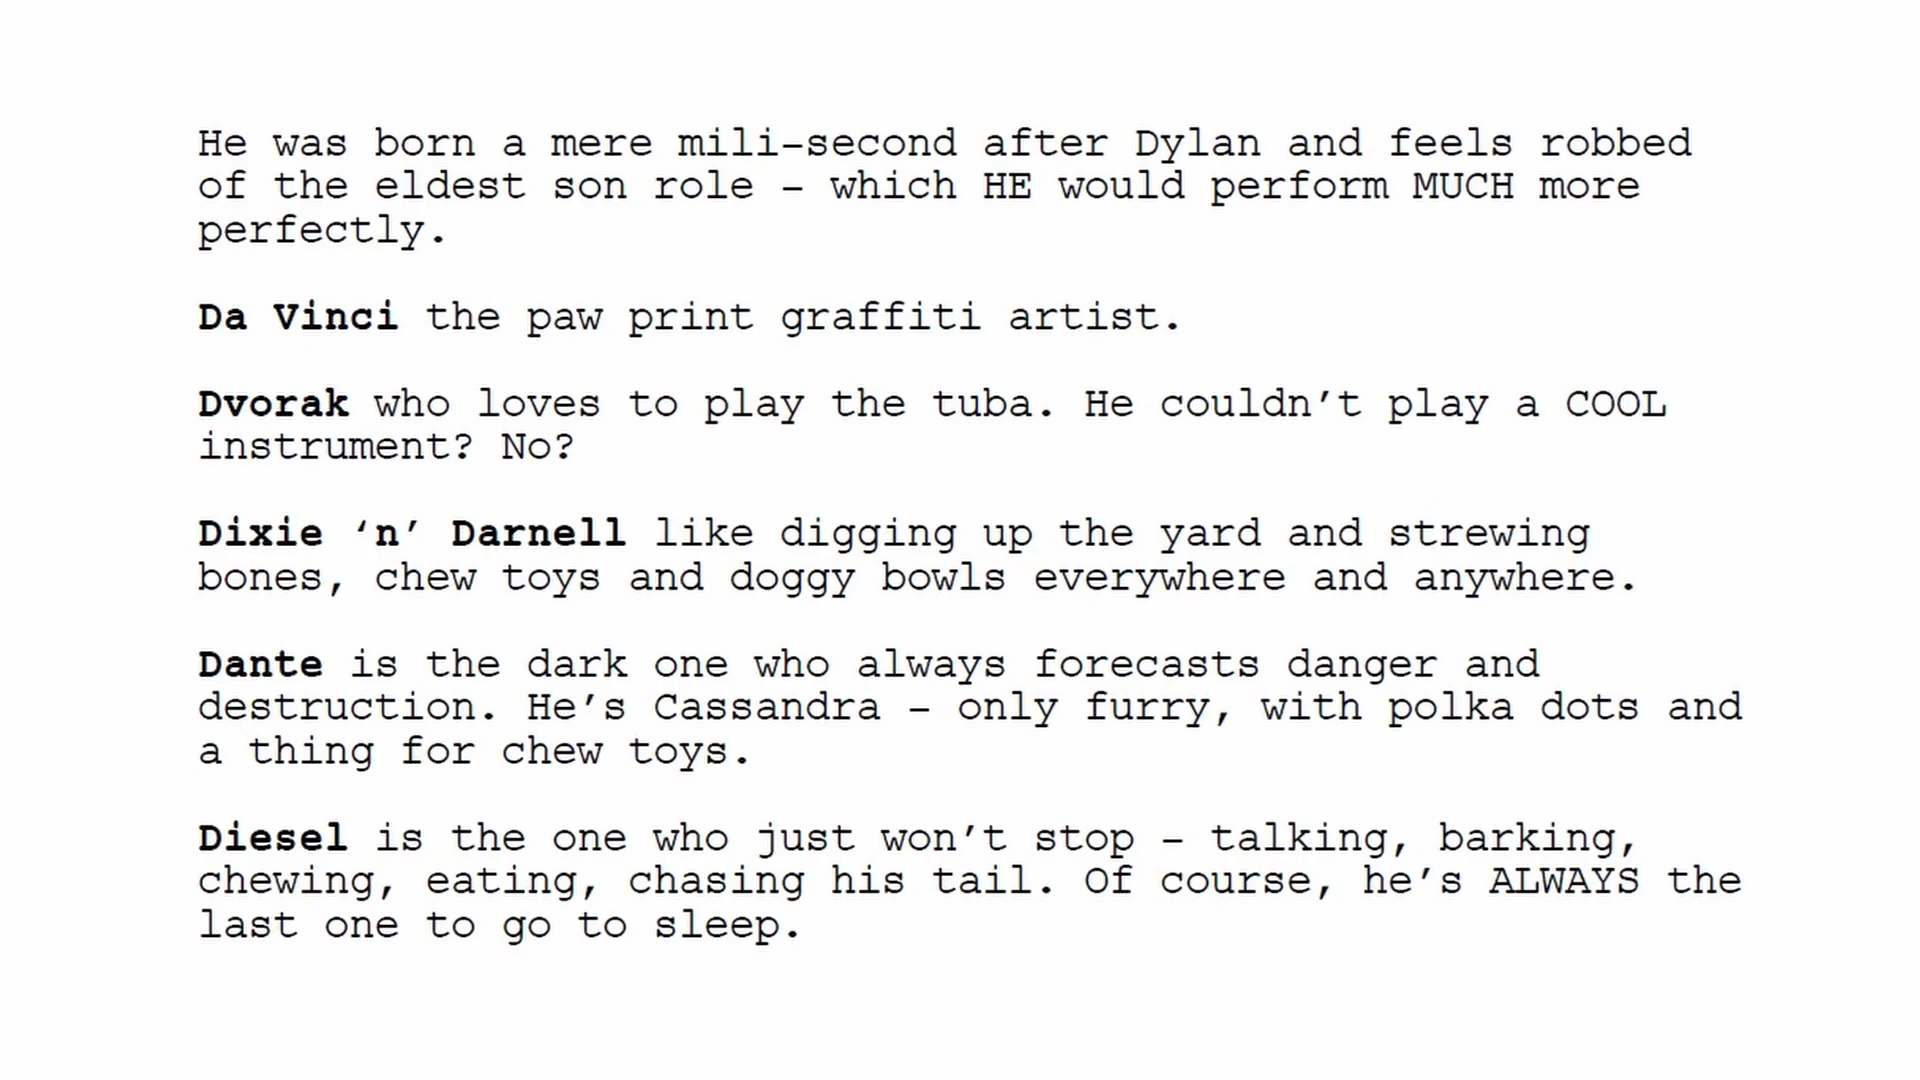 He was born a mere mili-second after Dylan and feels robbed
of the eldest son role – which HE would perform MUCH more
perfectly.
Da Vinci the paw print graffiti artist.
Dvorak who loves to play the tuba. He couldn’t play a COOL
instrument? No?
Dixie ‘n’ Darnell like digging up the yard and strewing
bones, chew toys and doggy bowls everywhere and anywhere.
Dante is the dark one who always forecasts danger and
destruction. He’s Cassandra – only furry, with polka dots and
a thing for chew toys.
Diesel is the one who just won’t stop – talking, barking,
chewing, eating, chasing his tail. Of course, he’s ALWAYS the
last one to go to sleep.